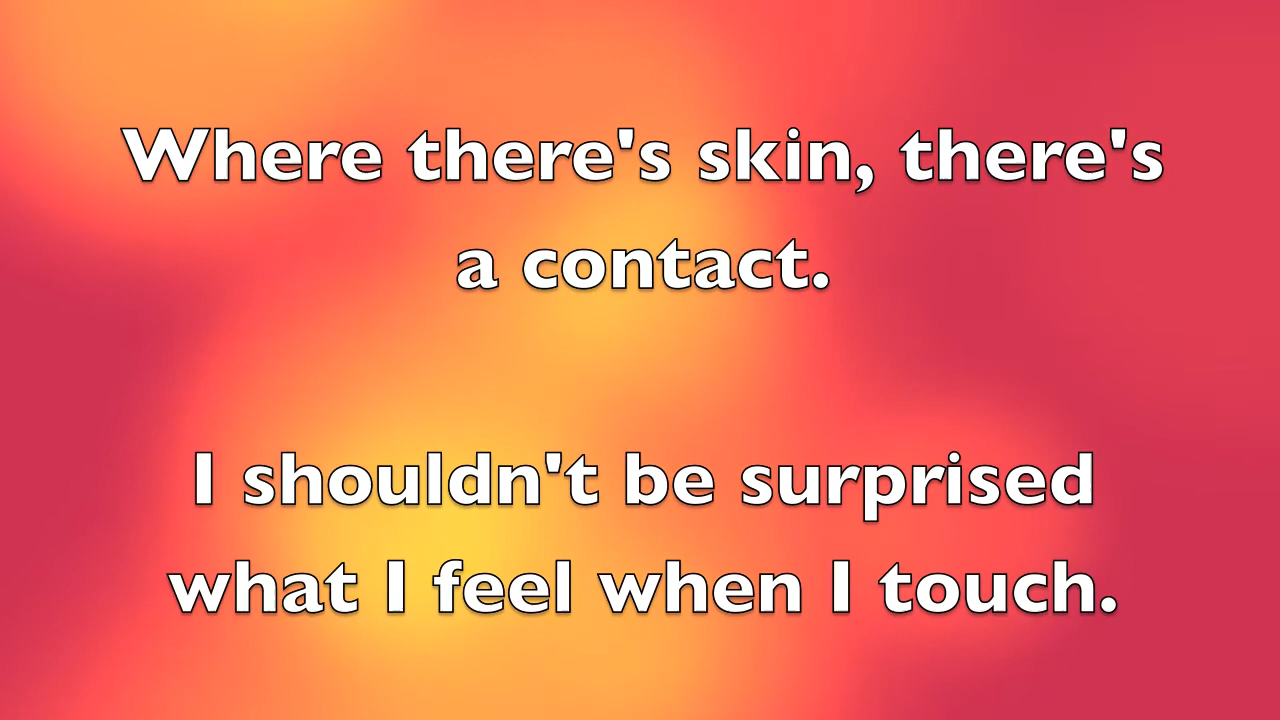 Where there's skin, there's
a contact.
I shouldn't be surprised
what I feel when I touch.